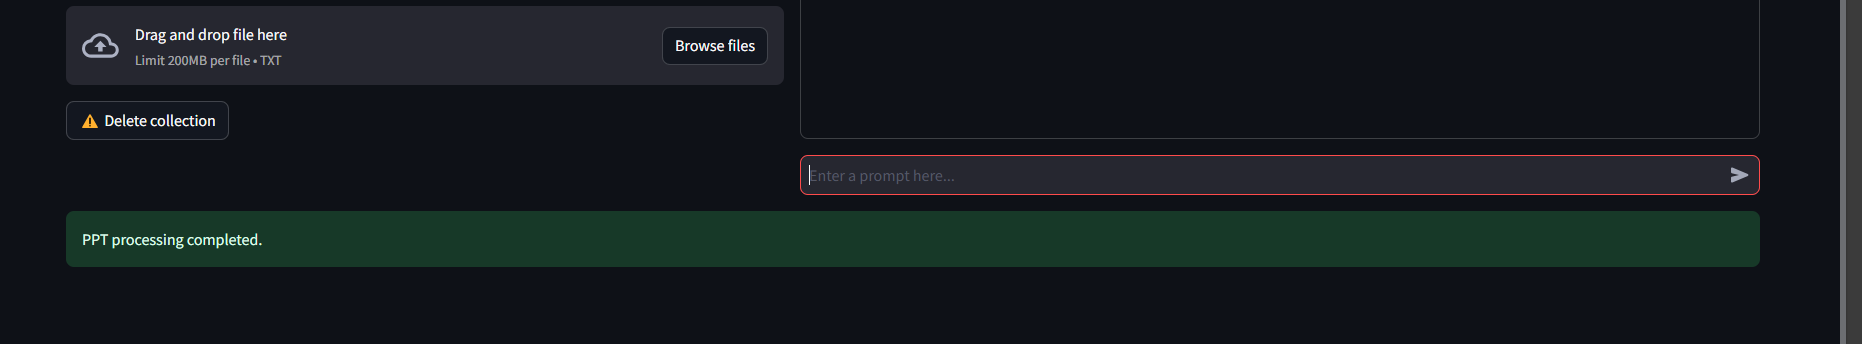 Drag and drop file here
Limit 200MB per file • TXT
Browse files
Delete collection
Enter a prompt here...
PPT processing completed.